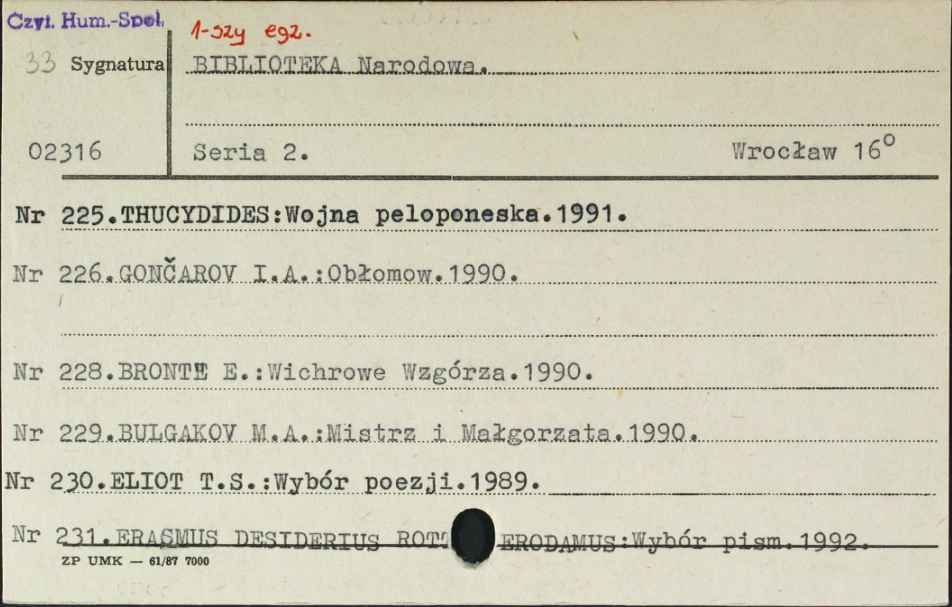 Czyt. Hum.-Społ.
1-szy egz.
33 Sygnatura BIBLIOTEKA Narodowa.
02316 Seria 2. Wrocław 16°
Nr 225.THUCYDIDES:Wojna peloponeska.1991.
Nr 226.GONČAROV I.A.:Obłomow.1990.
Nr 228.BRONTE E.:Wichrowe Wzgórza.1990.
Nr 229.BULGAKOV M.A.:Mistrz i Małgorzata.1990.
Nr 230.ELIOT T.S.:Wybór poezji.1989.
Nr 231.ERASMUS DESIDERIUS ROTT ERODAMUS:Wybór pism.1992.
ZP UMK — 61/87 7000